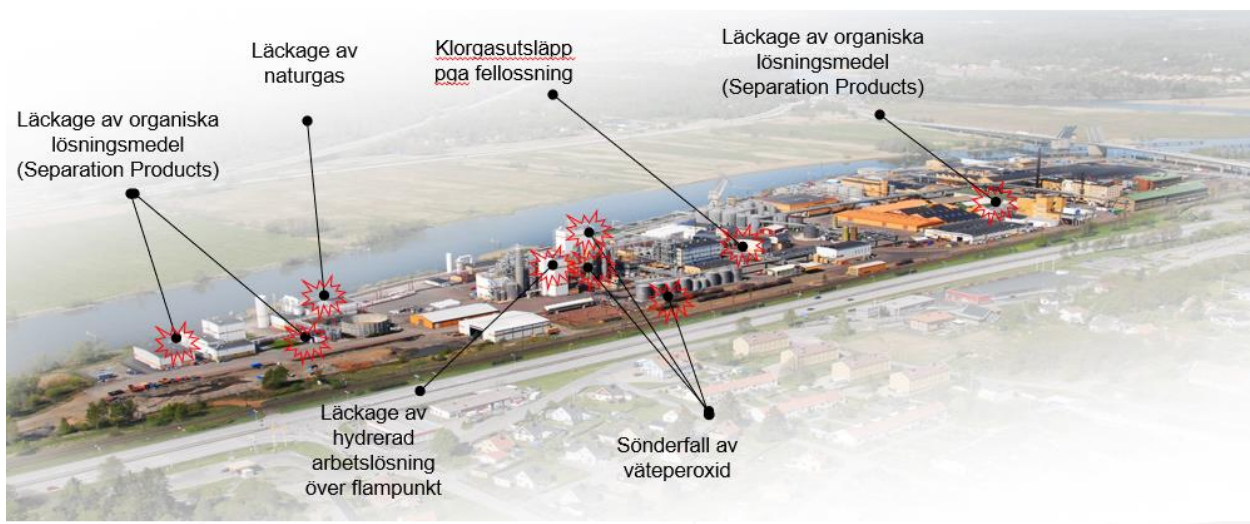 Läckage av organiska
lösningsmedel
(Separation Products)
Läckage av
naturgas
Klorgasutsläpp
pga fellossning
Läckage av organiska
lösningsmedel
(Separation Products)
Läckage av
hydrerad
arbetslösning
över flampunkt
Sönderfall av
väteperoxid